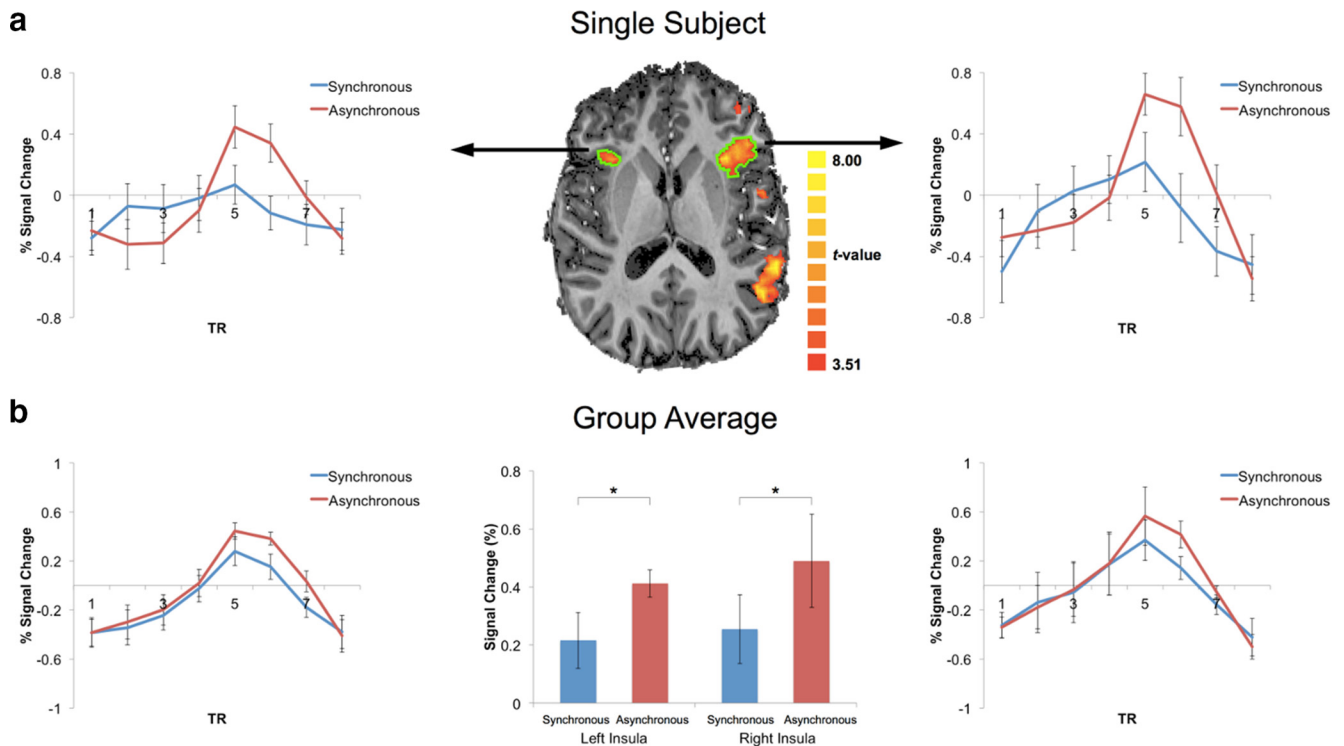 a
Single Subject
0.8
0.4
0
-0.4
-0.8
% Signal Change
1 3 5 7
TR
Synchronous
Asynchronous
8.00
t-value
3.51
0.8
0.4
0
-0.4
-0.8
% Signal Change
1 3 5 7
TR
Synchronous
Asynchronous
b
Group Average
1
0.6
0.2
-0.2
-0.6
-1
% Signal Change
1 3 5 7
TR
Synchronous
Asynchronous
0.8
0.6
0.4
0.2
0
Signal Change (%)
* *
Synchronous Asynchronous Synchronous Asynchronous
Left Insula Right Insula
1
0.6
0.2
-0.2
-0.6
-1
% Signal Change
1 3 5 7
TR
Synchronous
Asynchronous